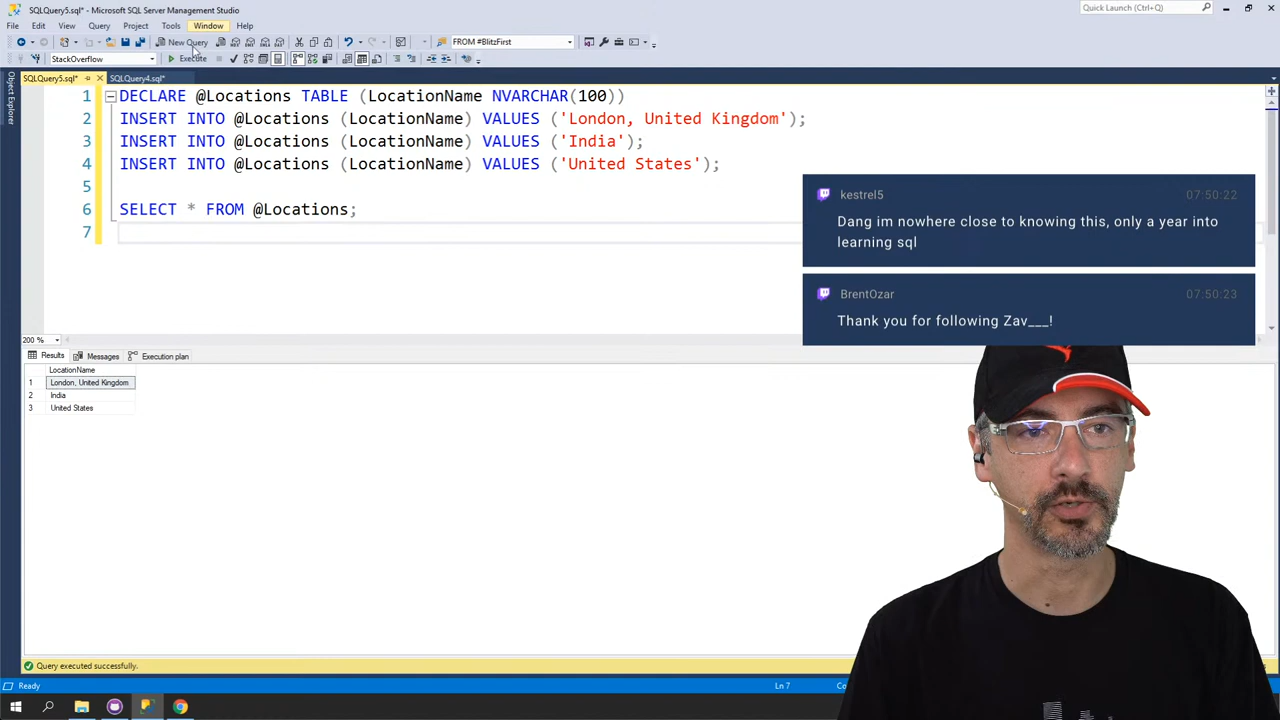 SQLQuery5.sql* - Microsoft SQL Server Management Studio
Quick Launch (Ctrl+Q)
File Edit View Query Project Tools Window Help
New Query
FROM #BlitzFirst
StackOverflow
Execute
SQLQuery5.sql*
SQLQuery4.sql*
Object Explorer
1 DECLARE @Locations TABLE (LocationName NVARCHAR(100))
2 INSERT INTO @Locations (LocationName) VALUES ('London, United Kingdom');
3 INSERT INTO @Locations (LocationName) VALUES ('India');
4 INSERT INTO @Locations (LocationName) VALUES ('United States');
5
6 SELECT * FROM @Locations;
7
kestrel5 07:50:22
Dang im nowhere close to knowing this, only a year into
learning sql
BrentOzar 07:50:23
Thank you for following Zav___!
200 %
Results Messages Execution plan
LocationName
1 London, United Kingdom
2 India
3 United States
Query executed successfully.
Ready
Ln 7